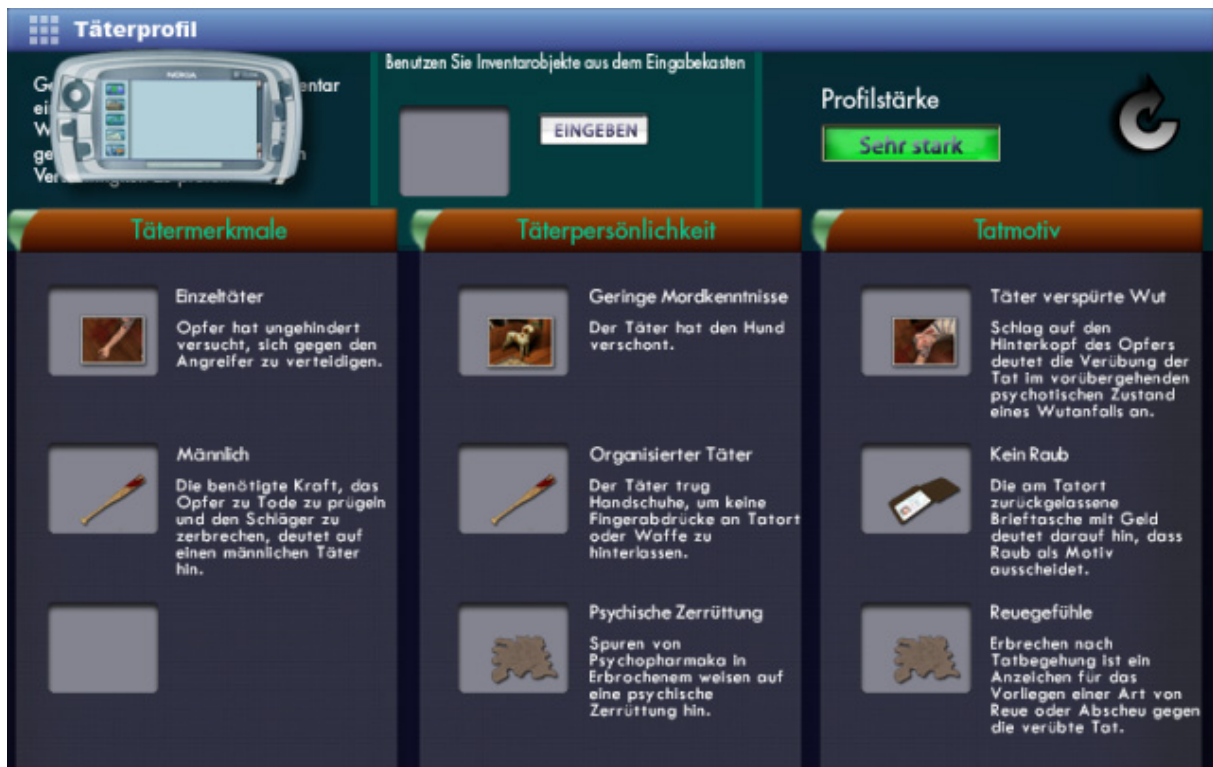 Täterprofil
Benutzen Sie Inventarobjekte aus dem Eingabekasten
EINGEBEN
Profilstärke
Sehr stark
NOKIA
Tätermerkmale
Einzeltäter
Opfer hat ungehindert
versucht, sich gegen den
Angreifer zu verteidigen.
Männlich
Die benötigte Kraft, das
Opfer zu Tode zu prügeln
und den Schläger zu
zerbrechen, deutet auf
einen männlichen Täter
hin.
Täterpersönlichkeit
Geringe Mordkenntnisse
Der Täter hat den Hund
verschont.
Organisierter Täter
Der Täter trug
Handschuhe, um keine
Fingerabdrücke an Tatort
oder Waffe zu
hinterlassen.
Psychische Zerrüttung
Spuren von
Psychopharmaka in
Erbrochenem weisen auf
eine psychische
Zerrüttung hin.
Tatmotiv
Täter verspürte Wut
Schlag auf den
Hinterkopf des Opfers
deutet die Verübung der
Tat im vorübergehenden
psychotischen Zustand
eines Wutanfalls an.
Kein Raub
Die am Tatort
zurückgelassene
Brieftasche mit Geld
deutet darauf hin, dass
Raub als Motiv
ausscheidet.
Reuegefühle
Erbrechen nach
Tatbegehung ist ein
Anzeichen für das
Vorliegen einer Art von
Reue oder Abscheu gegen
die verübte Tat.